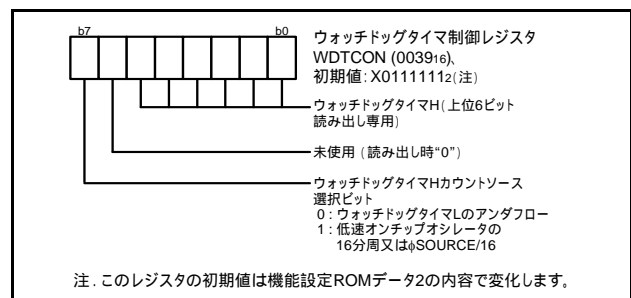 b7 b0
ウォッチドッグタイマ制御レジスタ
WDTCON (003916)、
初期値: X01111112(注)
ウォッチドッグタイマH(上位6ビット
読み出し専用)
未使用 (読み出し時“0”)
ウォッチドッグタイマHカウントソース
選択ビット
0 : ウォッチドッグタイマLのアンダフロー
1 : 低速オンチップオシレータの
16分周又はφSOURCE/16
注. このレジスタの初期値は機能設定ROMデータ2の内容で変化します。